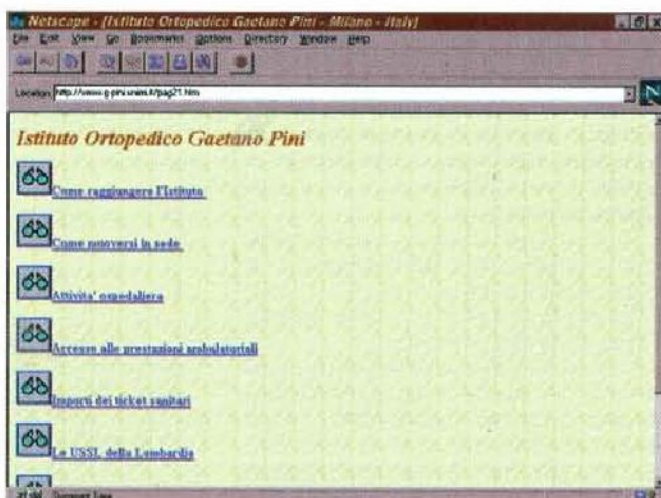 Netscape - [Istituto Ortopedico Gaetano Pini - Milano - Italy]
File Edit View Go Bookmarks Options Directory Window Help
Location: http://www.g-pini.unimi.it/pag21.htm
Istituto Ortopedico Gaetano Pini
Come raggiungere l'Istituto
Come muoversi in sede
Attivita' ospedaliera
Accesso alle prestazioni ambulatoriali
Importi dei ticket sanitari
Le USSL della Lombardia
Document: Done